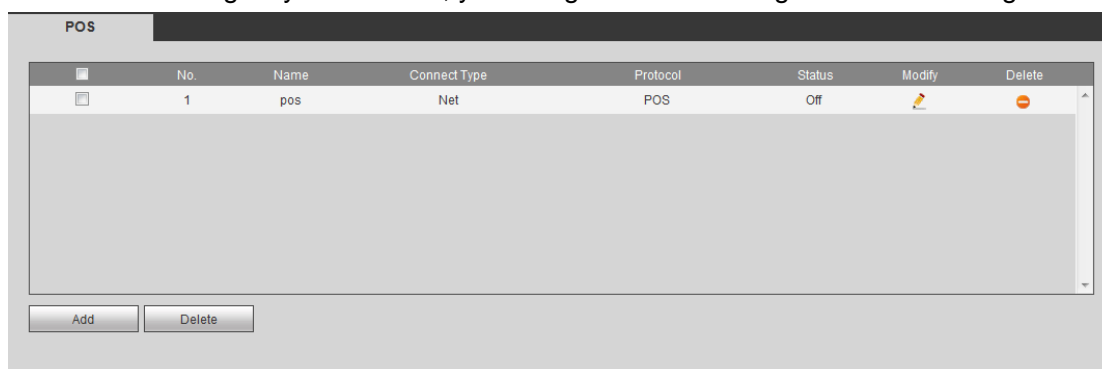 POS
No. Name Connect Type Protocol Status Modify Delete
1 pos Net POS Off
Add Delete